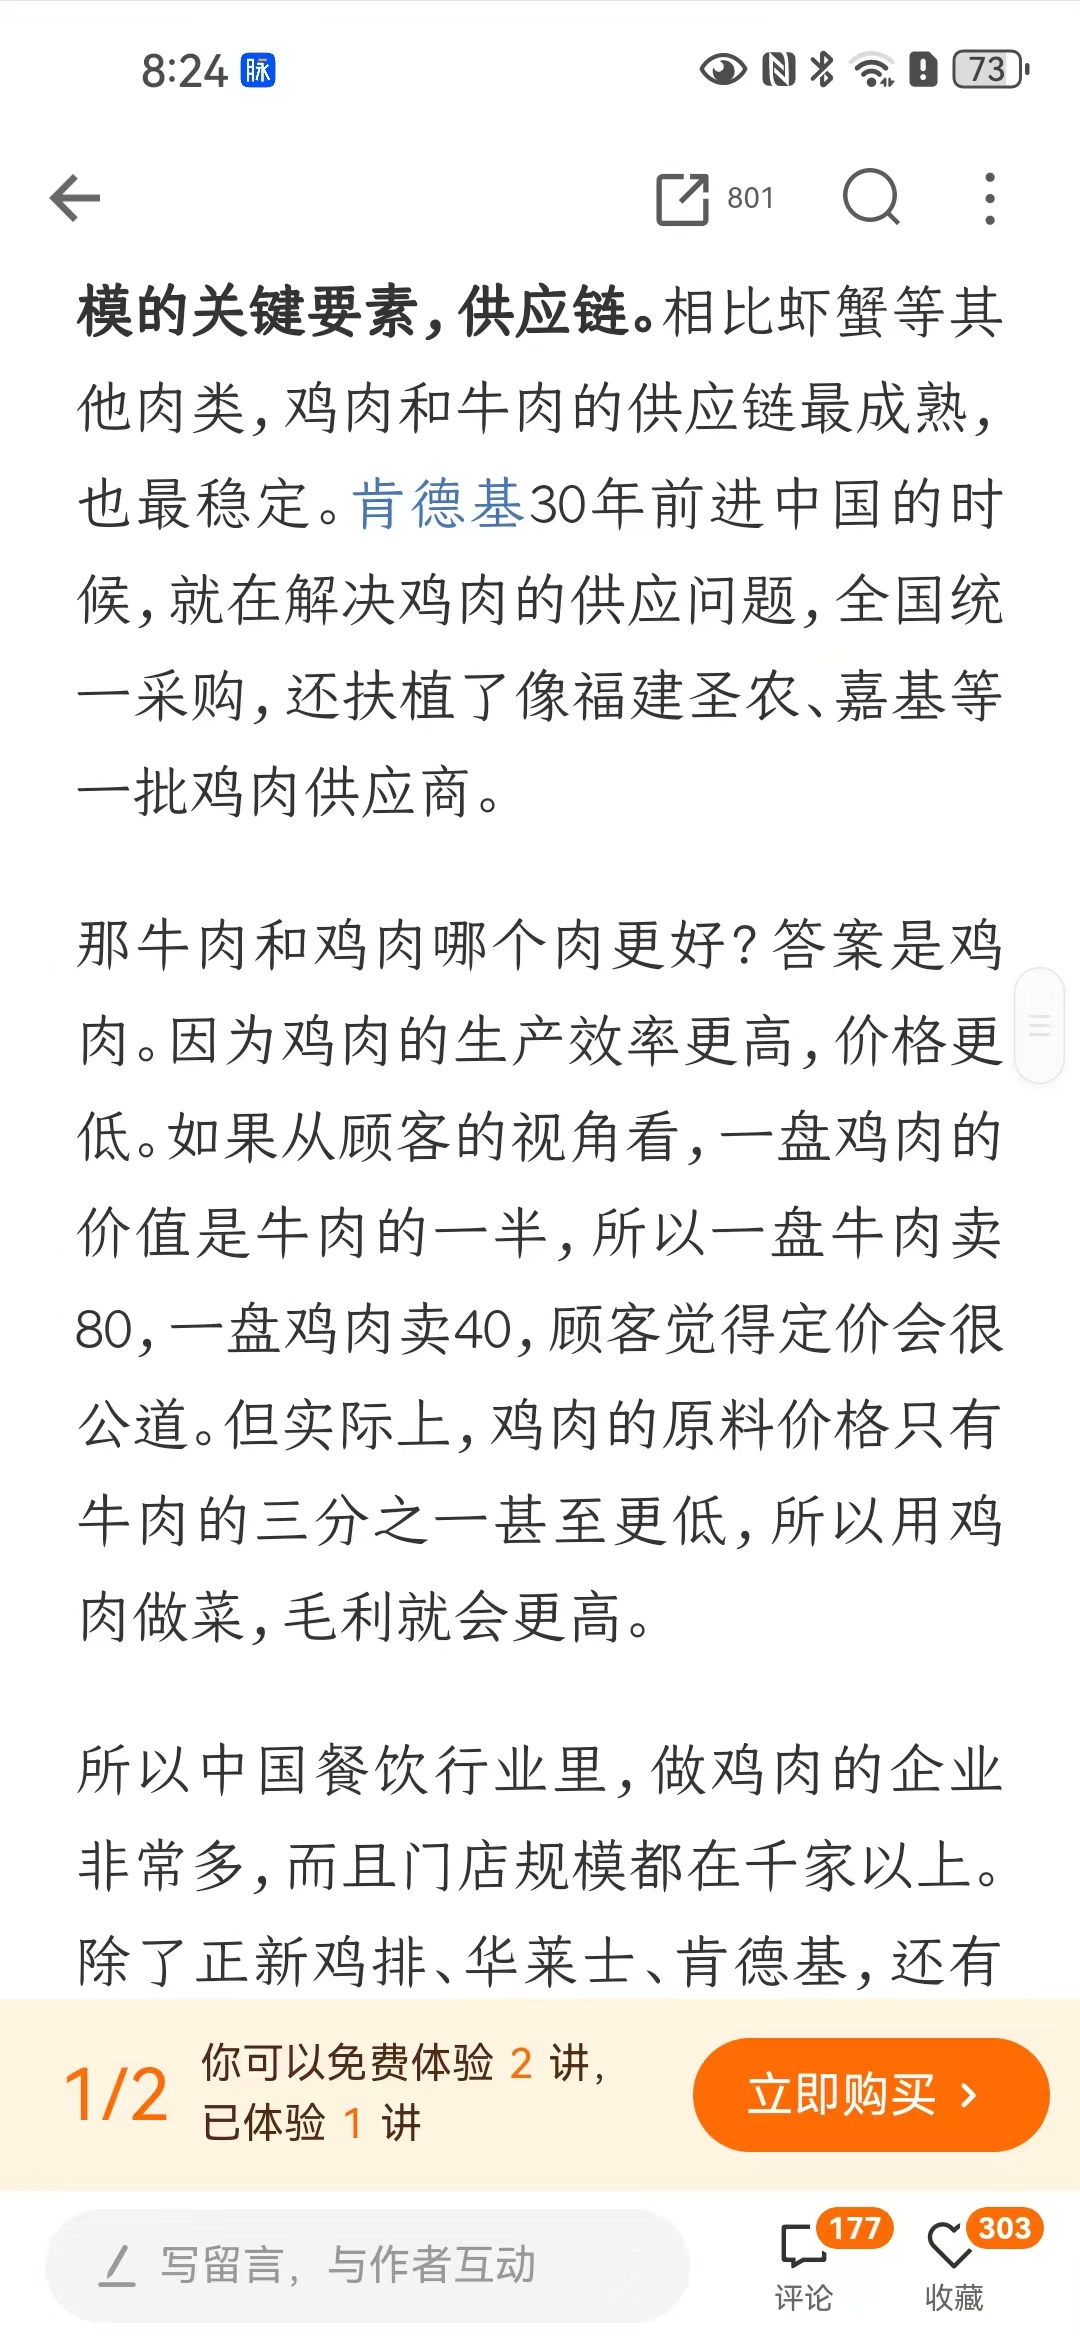 8:24 脉 73
801
模的关键要素，供应链。相比虾蟹等其
他肉类，鸡肉和牛肉的供应链最成熟，
也最稳定。肯德基30年前进中国的时
候，就在解决鸡肉的供应问题，全国统
一采购，还扶植了像福建圣农、嘉基等
一批鸡肉供应商。
那牛肉和鸡肉哪个肉更好？答案是鸡
肉。因为鸡肉的生产效率更高，价格更
低。如果从顾客的视角看，一盘鸡肉的
价值是牛肉的一半，所以一盘牛肉卖
80，一盘鸡肉卖40，顾客觉得定价会很
公道。但实际上，鸡肉的原料价格只有
牛肉的三分之一甚至更低，所以用鸡
肉做菜，毛利就会更高。
所以中国餐饮行业里，做鸡肉的企业
非常多，而且门店规模都在千家以上。
除了正新鸡排、华莱士、肯德基，还有
1/2
你可以免费体验 2 讲，
已体验 1 讲
立即购买
写留言，与作者互动
177
评论
303
收藏